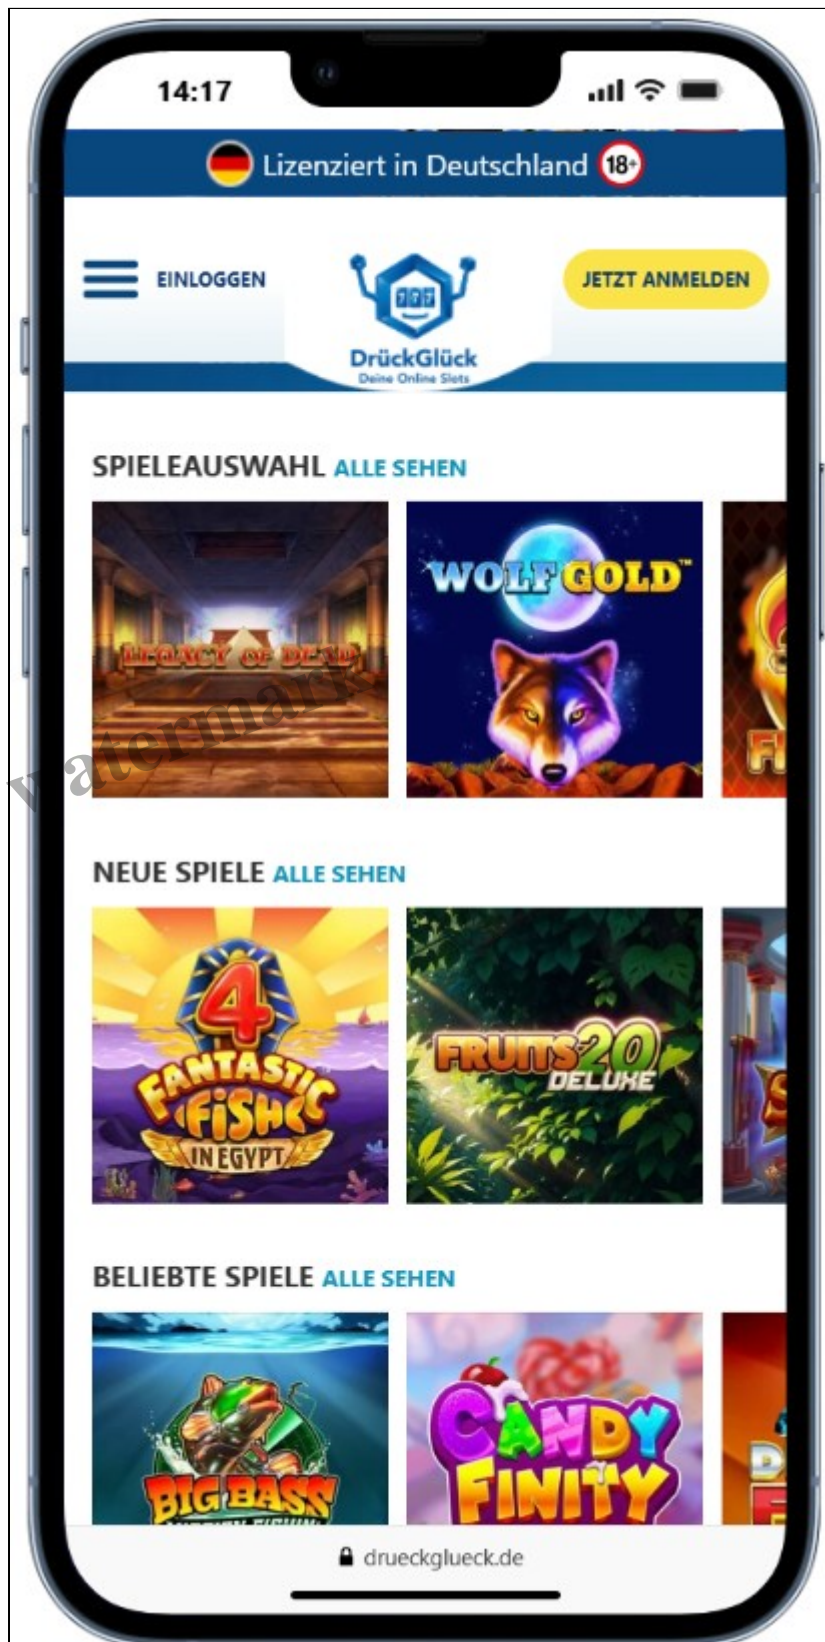 14:17
Lizenziert in Deutschland 18+
EINLOGGEN
JETZT ANMELDEN
777
DrückGlück
Deine Online Slots
SPIELEAUSWAHL ALLE SEHEN
LEGACY OF DEAD
WOLF GOLD™
watermark
NEUE SPIELE ALLE SEHEN
4
FANTASTIC
FISH
IN EGYPT
FRUITS 20
DELUXE
BELIEBTE SPIELE ALLE SEHEN
BIG BASS
CANDY
FINITY
drueckglueck.de